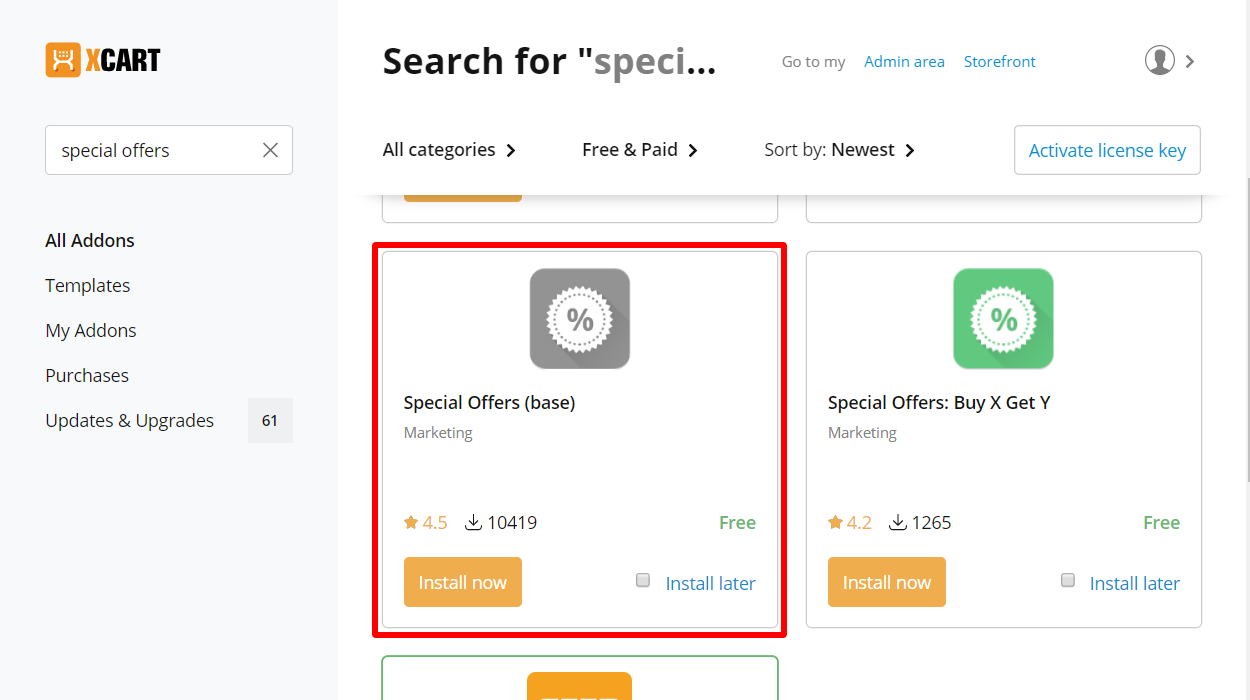 XCART
special offers
All Addons
Templates
My Addons
Purchases
Updates & Upgrades 61
Search for "speci...
Go to my Admin area Storefront
All categories Free & Paid Sort by: Newest Activate license key
%
Special Offers (base)
Marketing
4.5 10419 Free
Install now Install later
%
Special Offers: Buy X Get Y
Marketing
4.2 1265 Free
Install now Install later